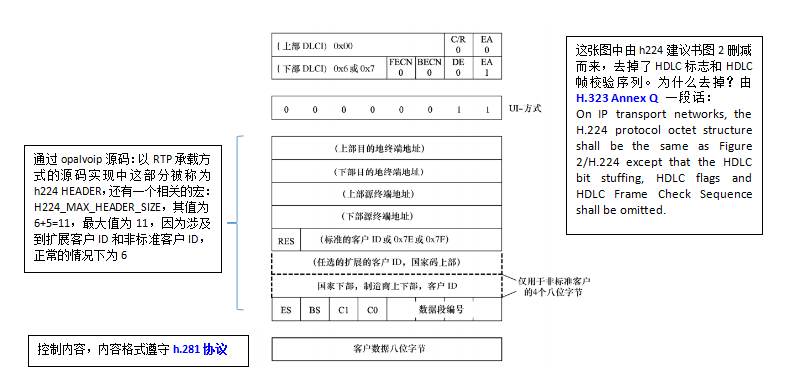 C/R EA
(上部 DLCI) 0x00 0 0
(下部 DLCI) 0x6 或 0x7 FECN 0 BECN 0 DE 0 EA 1
0 0 0 0 0 0 1 1 UI-方式
(上部目的地终端地址)
(下部目的地终端地址)
(上部源终端地址)
(下部源终端地址)
RES (标准的客户 ID 或 0x7E 或 0x7F)
(任选的扩展的客户 ID，国家码上部)
国家下部，制造商上下部，客户 ID
仅用于非标准客户
的4个八位字节
ES BS C1 C0 数据段编号
客户数据八位字节
通过 opalvoip 源码：以 RTP 承载方
式的源码实现中这部分被称为
h224 HEADER，还有一个相关的宏：
H224_MAX_HEADER_SIZE，其值为
6+5=11，最大值为 11，因为涉及
到扩展客户 ID 和非标准客户 ID，
正常的情况下为 6
控制内容，内容格式遵守 h.281 协议
这张图中由 h224 建议书图 2 删减
而来，去掉了 HDLC 标志和 HDLC
帧校验序列。为什么去掉？由
H.323 Annex Q 一段话：
On IP transport networks, the
H.224 protocol octet structure
shall be the same as Figure
2/H.224 except that the HDLC
bit stuffing, HDLC flags and
HDLC Frame Check Sequence
shall be omitted.